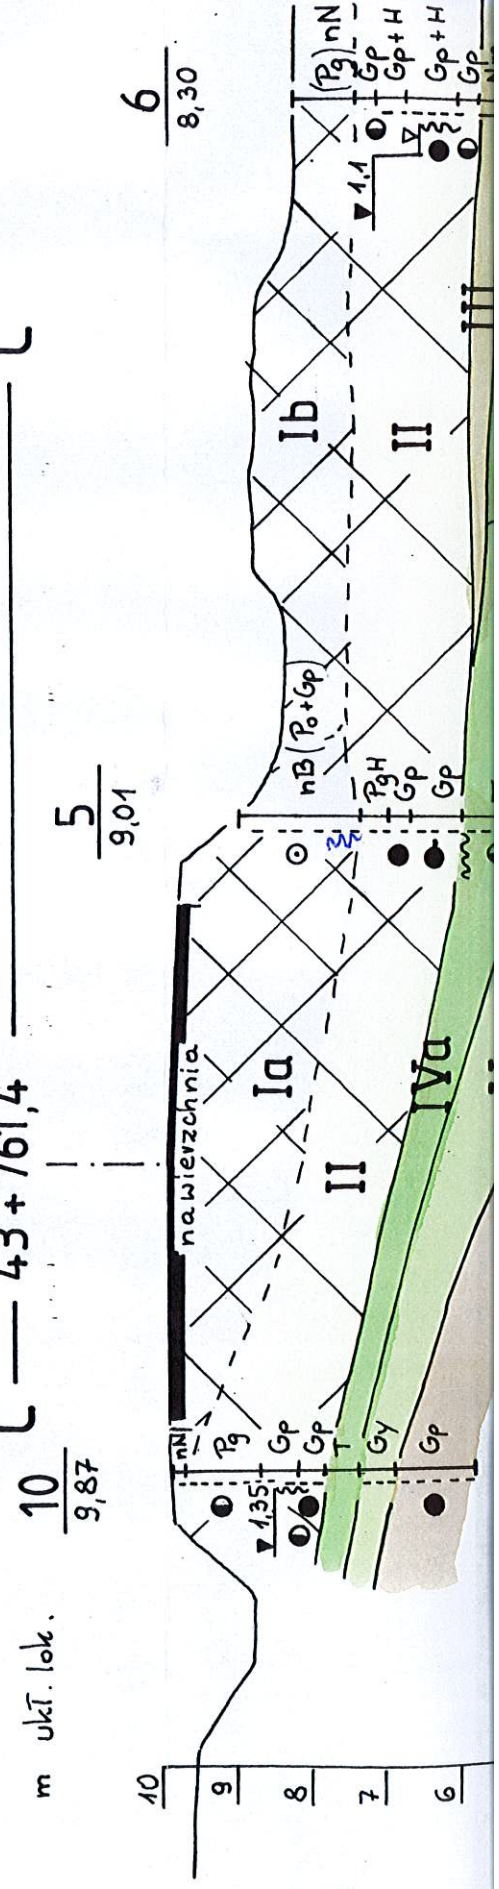 m ukł. lok.
L — 43 + 761,4 — L
10
9,87
5
9,01
6
8,30
10
9
8
7
6
nawierzchnia
nN
Pg
Gp
Gp
T
Gy
Gp
1,35
Ia
II
IVa
nB (Po+Gp)
PgH
Gp
Gp
Ib
II
III
1,1
(Pg) nN
Gp
Gp+H
Gp+H
Gp